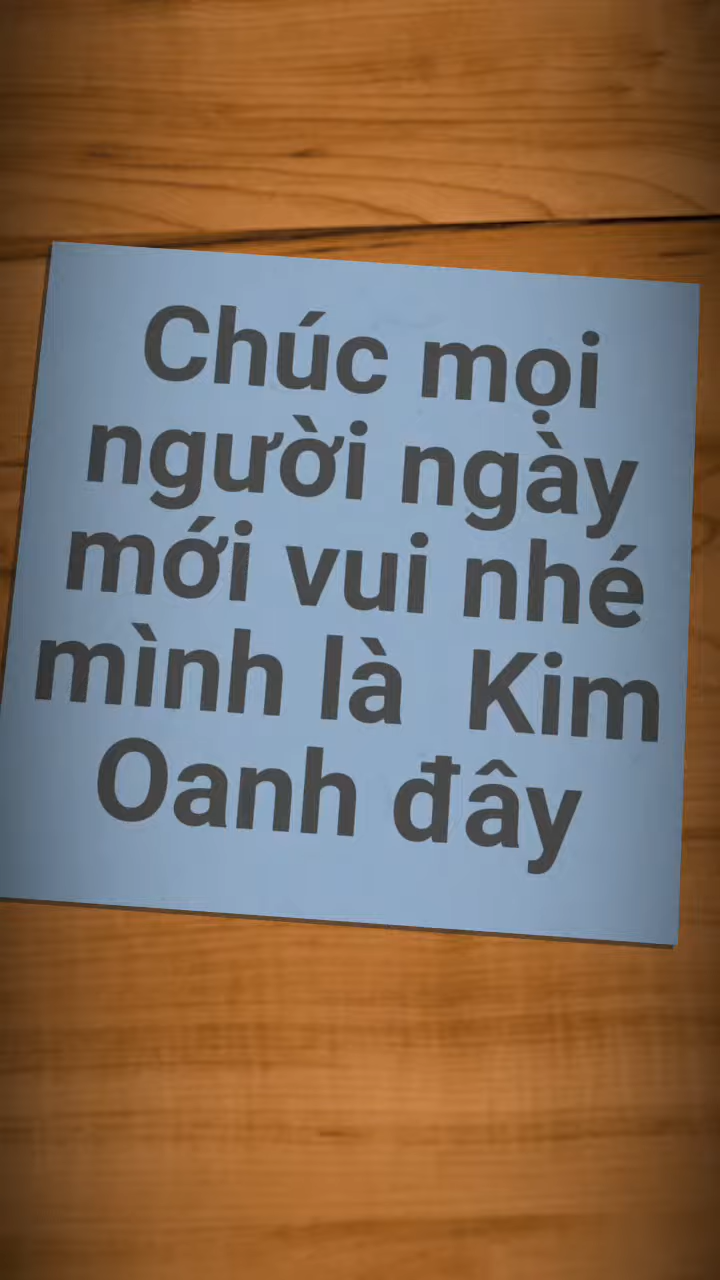 Chúc mọi
người ngày
mới vui nhé
mình là  Kim
Oanh đây